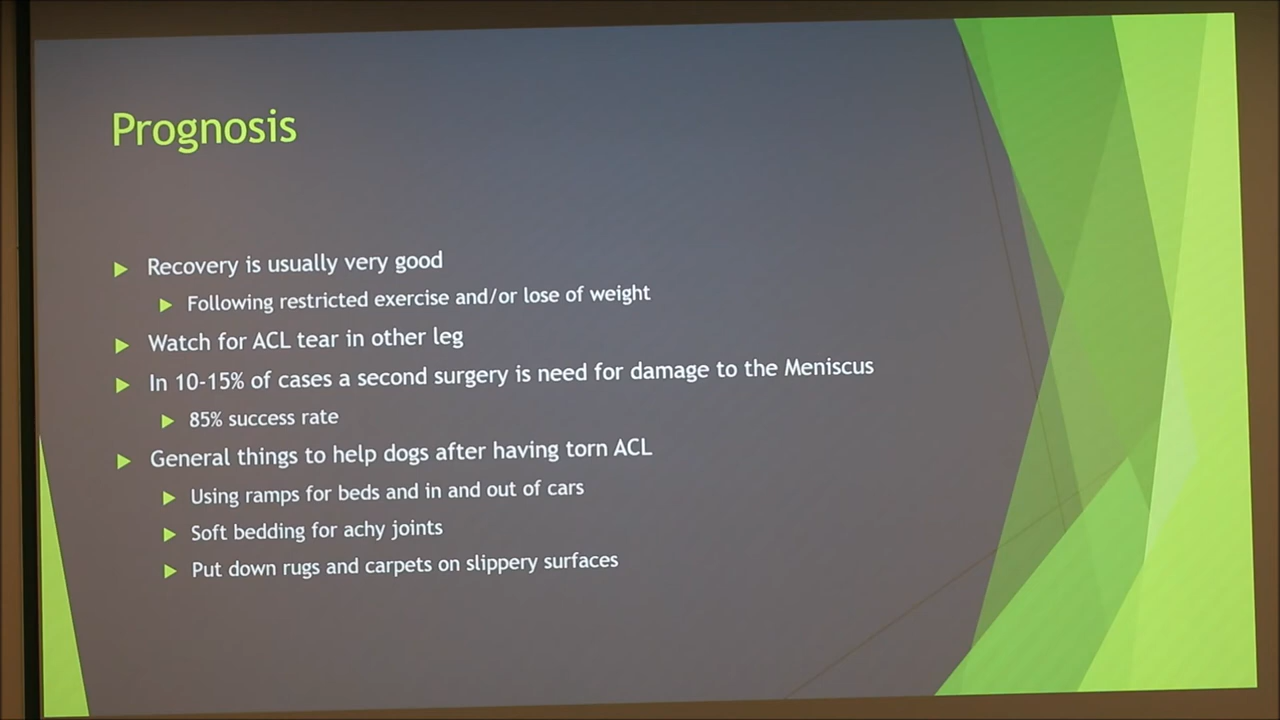 Prognosis
Recovery is usually very good
Following restricted exercise and/or lose of weight
Watch for ACL tear in other leg
In 10-15% of cases a second surgery is need for damage to the Meniscus
85% success rate
General things to help dogs after having torn ACL
Using ramps for beds and in and out of cars
Soft bedding for achy joints
Put down rugs and carpets on slippery surfaces